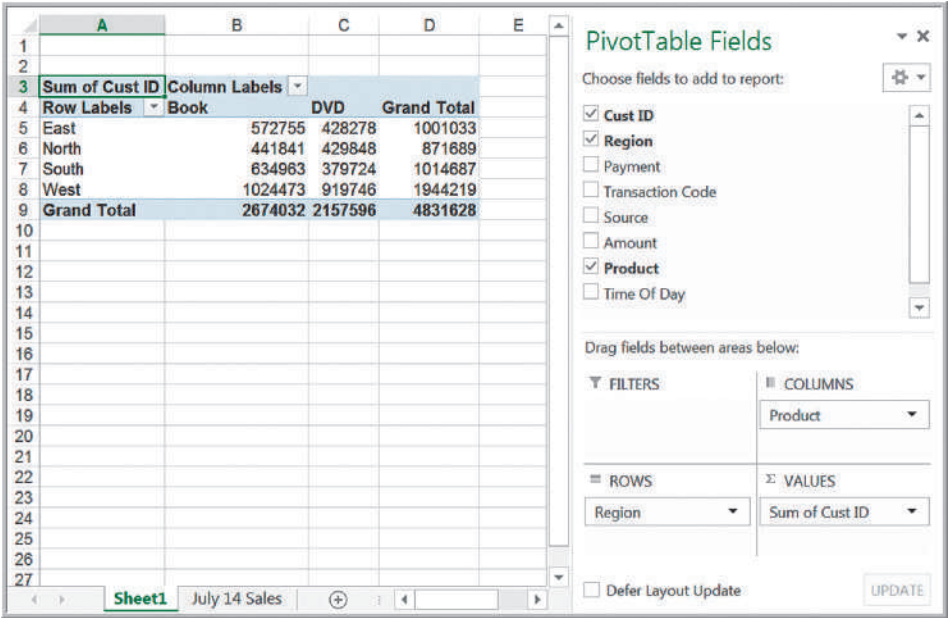 A B C D E
1
2
3 Sum of Cust ID Column Labels
4 Row Labels Book DVD Grand Total
5 East 572755 428278 1001033
6 North 441841 429848 871689
7 South 634963 379724 1014687
8 West 1024473 919746 1944219
9 Grand Total 2674032 2157596 4831628
10
11
12
13
14
15
16
17
18
19
20
21
22
23
24
25
26
27
Sheet1 July 14 Sales
PivotTable Fields
Choose fields to add to report:
Cust ID
Region
Payment
Transaction Code
Source
Amount
Product
Time Of Day
Drag fields between areas below:
FILTERS
COLUMNS
Product
ROWS
Region
Σ VALUES
Sum of Cust ID
Defer Layout Update
UPDATE